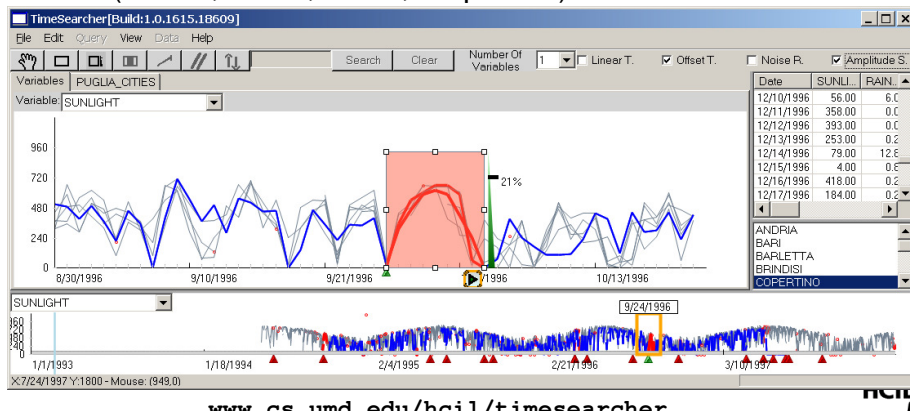 TimeSearcher[Build:1.0.1615.18609]
File Edit Query View Data Help
Search Clear Number Of Variables 1 Linear T. Offset T. Noise R. Amplitude S.
Variables PUGLIA_CITIES
Variable: SUNLIGHT
Date SUNLI... RAIN...
12/10/1996 56.00 6.0
12/11/1996 358.00 0.0
12/12/1996 393.00 0.0
12/13/1996 253.00 0.2
12/14/1996 79.00 12.8
12/15/1996 4.00 0.8
12/16/1996 418.00 0.2
12/17/1996 184.00 0.2
960
720
480
240
0
21%
8/30/1996 9/10/1996 9/21/1996 1996 10/13/1996
ANDRIA
BARI
BARLETTA
BRINDISI
COPERTINO
SUNLIGHT
9/24/1996
0
1/1/1993 1/18/1994 2/4/1995 2/21/1996 3/10/1997
X:7/24/1997 Y:1800 - Mouse: (949,0)
HCIL
www.cs.umd.edu/hcil/timesearcher